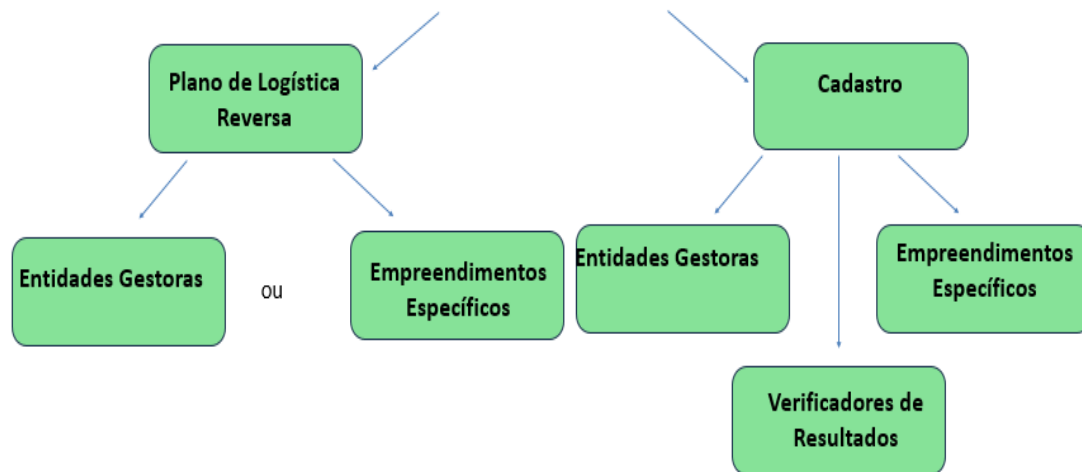 Plano de Logística
Reversa
Cadastro
Entidades Gestoras
ou
Empreendimentos
Específicos
Entidades Gestoras
Empreendimentos
Específicos
Verificadores de
Resultados